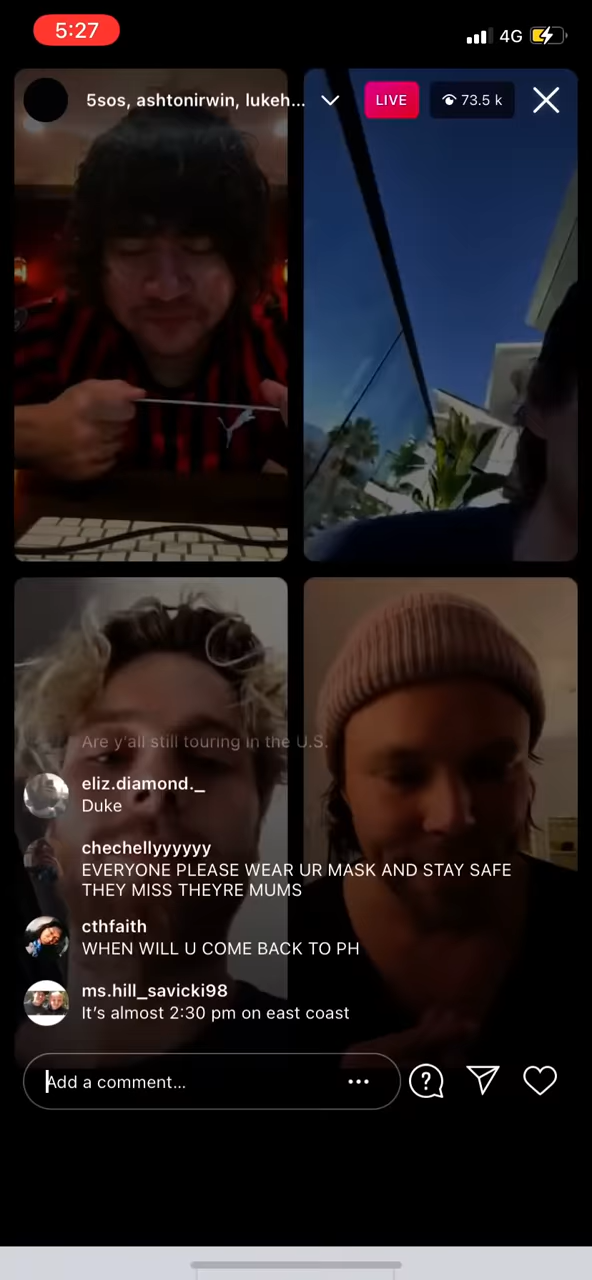 5:27
4G
5sos, ashtonirwin, lukeh...
LIVE
73.5 k
Are y'all still touring in the U.S.
eliz.diamond._
Duke
chechellyyyyyy
EVERYONE PLEASE WEAR UR MASK AND STAY SAFE
THEY MISS THEYRE MUMS
cthfaith
WHEN WILL U COME BACK TO PH
ms.hill_savicki98
It's almost 2:30 pm on east coast
Add a comment...